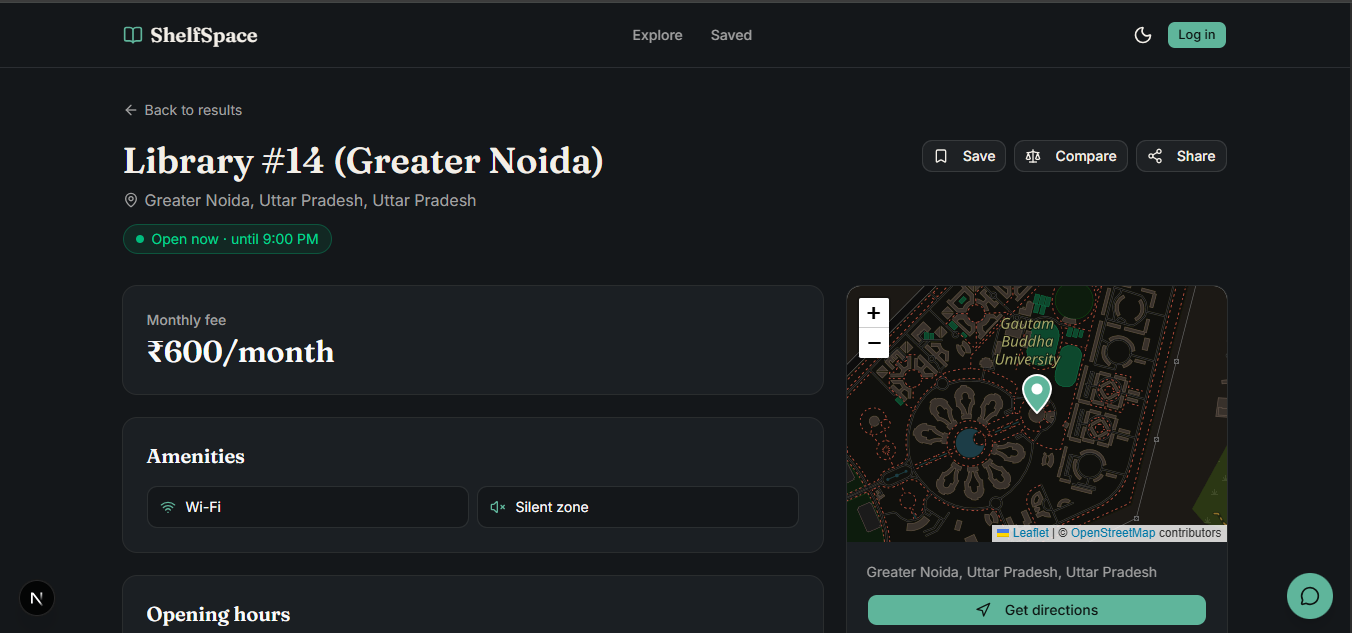 ShelfSpace
Explore
Saved
Log in
Back to results
Library #14 (Greater Noida)
Save
Compare
Share
Greater Noida, Uttar Pradesh, Uttar Pradesh
Open now · until 9:00 PM
Monthly fee
₹600/month
Amenities
Wi-Fi
Silent zone
Opening hours
+
−
Gautam
Buddha
University
Leaflet | © OpenStreetMap contributors
Greater Noida, Uttar Pradesh, Uttar Pradesh
Get directions
N